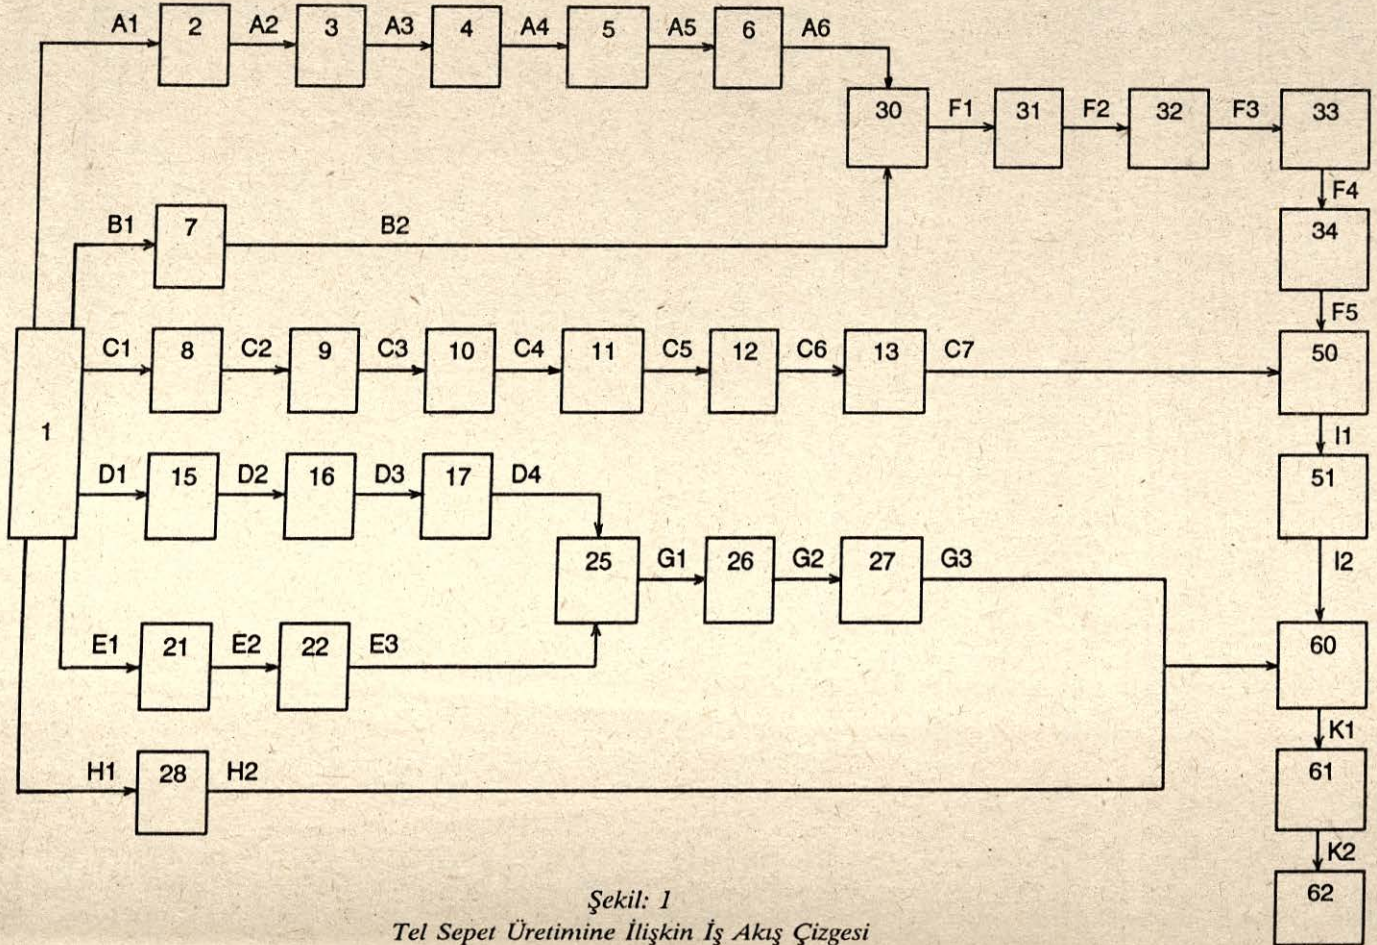 A1 2 A2 3 A3 4 A4 5 A5 6 A6
30 F1 31 F2 32 F3 33
F4
B1 7 B2 34
F5
C1 8 C2 9 C3 10 C4 11 C5 12 C6 13 C7 50
1 I1
D1 15 D2 16 D3 17 D4 51
25 G1 26 G2 27 G3 I2
E1 21 E2 22 E3 60
K1
H1 28 H2 61
K2
62
Şekil: 1
Tel Sepet Üretimine İlişkin İş Akış Çizgesi